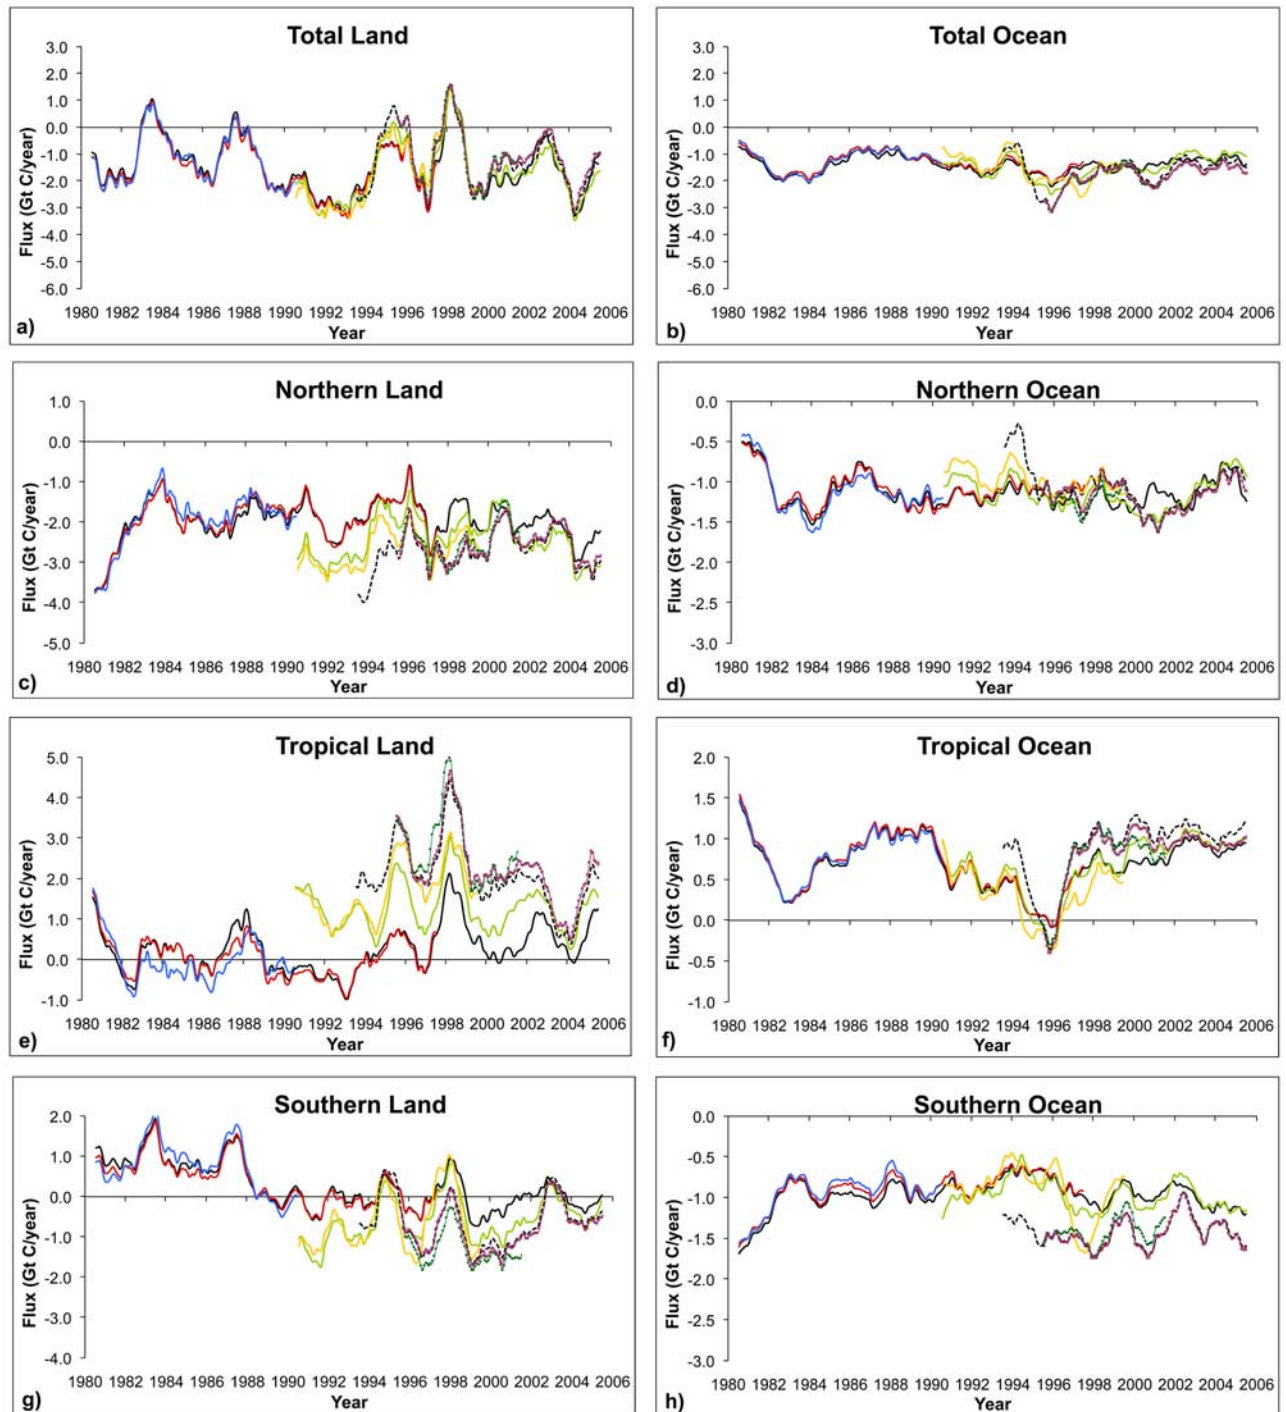 Total Land
Flux (Gt C/year)
3.0
2.0
1.0
0.0
-1.0
-2.0
-3.0
-4.0
-5.0
-6.0
1980 1982 1984 1986 1988 1990 1992 1994 1996 1998 2000 2002 2004 2006
Year
a)
Total Ocean
Flux (Gt C/year)
3.0
2.0
1.0
0.0
-1.0
-2.0
-3.0
-4.0
-5.0
-6.0
1980 1982 1984 1986 1988 1990 1992 1994 1996 1998 2000 2002 2004 2006
Year
b)
Northern Land
Flux (Gt C/year)
1.0
0.0
-1.0
-2.0
-3.0
-4.0
-5.0
1980 1982 1984 1986 1988 1990 1992 1994 1996 1998 2000 2002 2004 2006
Year
c)
Northern Ocean
Flux (Gt C/year)
0.0
-0.5
-1.0
-1.5
-2.0
-2.5
-3.0
1980 1982 1984 1986 1988 1990 1992 1994 1996 1998 2000 2002 2004 2006
Year
d)
Tropical Land
Flux (Gt C/year)
5.0
4.0
3.0
2.0
1.0
0.0
-1.0
1980 1982 1984 1986 1988 1990 1992 1994 1996 1998 2000 2002 2004 2006
Year
e)
Tropical Ocean
Flux (Gt C/year)
2.0
1.5
1.0
0.5
0.0
-0.5
-1.0
1980 1982 1984 1986 1988 1990 1992 1994 1996 1998 2000 2002 2004 2006
Year
f)
Southern Land
Flux (Gt C/year)
2.0
1.0
0.0
-1.0
-2.0
-3.0
-4.0
1980 1982 1984 1986 1988 1990 1992 1994 1996 1998 2000 2002 2004 2006
Year
g)
Southern Ocean
Flux (Gt C/year)
0.0
-0.5
-1.0
-1.5
-2.0
-2.5
-3.0
1980 1982 1984 1986 1988 1990 1992 1994 1996 1998 2000 2002 2004 2006
Year
h)